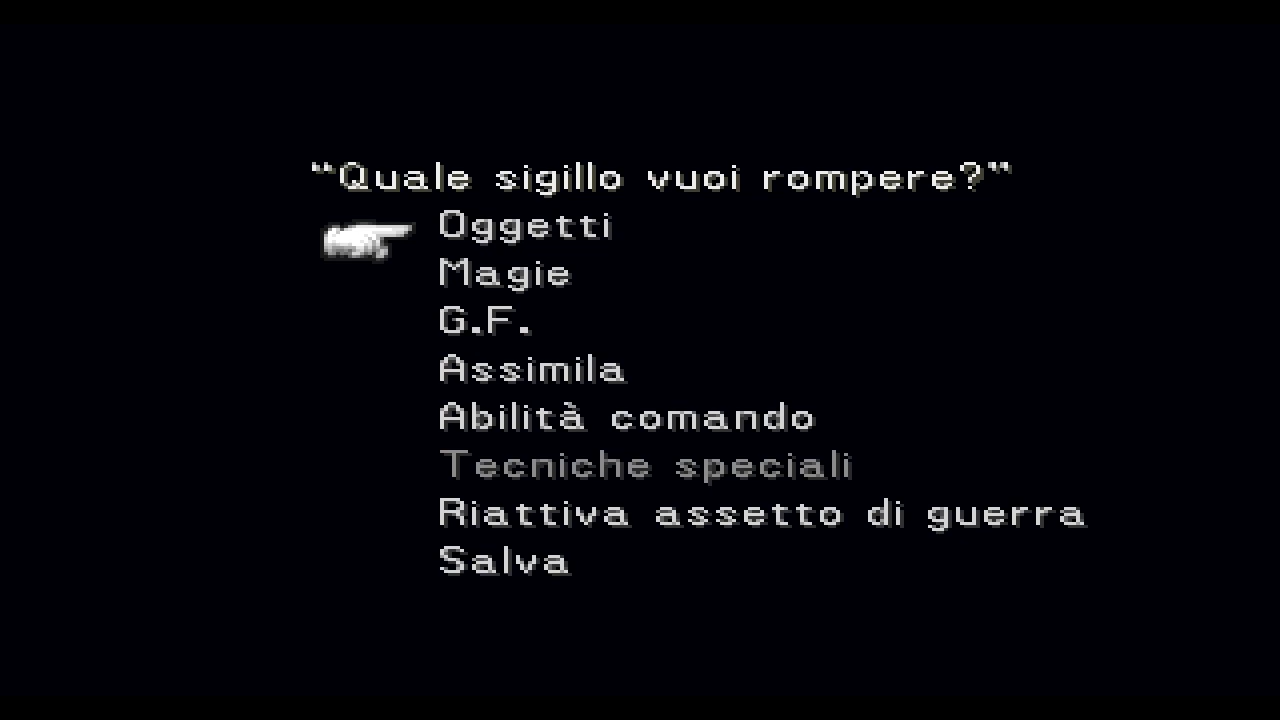 “Quale sigillo vuoi rompere?”
Oggetti
Magie
G.F.
Assimila
Abilità comando
Tecniche speciali
Riattiva assetto di guerra
Salva